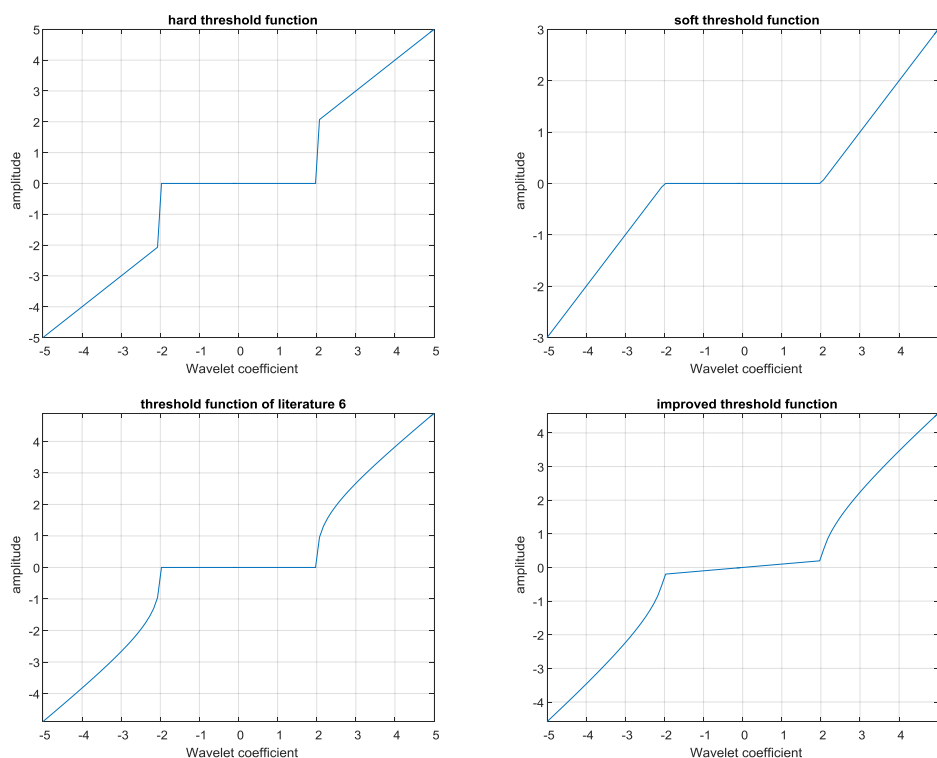 hard threshold function
5
4
3
2
1
0
-1
-2
-3
-4
-5
amplitude
-5 -4 -3 -2 -1 0 1 2 3 4 5
Wavelet coefficient
soft threshold function
3
2
1
0
-1
-2
-3
amplitude
-5 -4 -3 -2 -1 0 1 2 3 4 5
Wavelet coefficient
threshold function of literature 6
4
3
2
1
0
-1
-2
-3
-4
amplitude
-5 -4 -3 -2 -1 0 1 2 3 4 5
Wavelet coefficient
improved threshold function
4
3
2
1
0
-1
-2
-3
-4
amplitude
-5 -4 -3 -2 -1 0 1 2 3 4 5
Wavelet coefficient